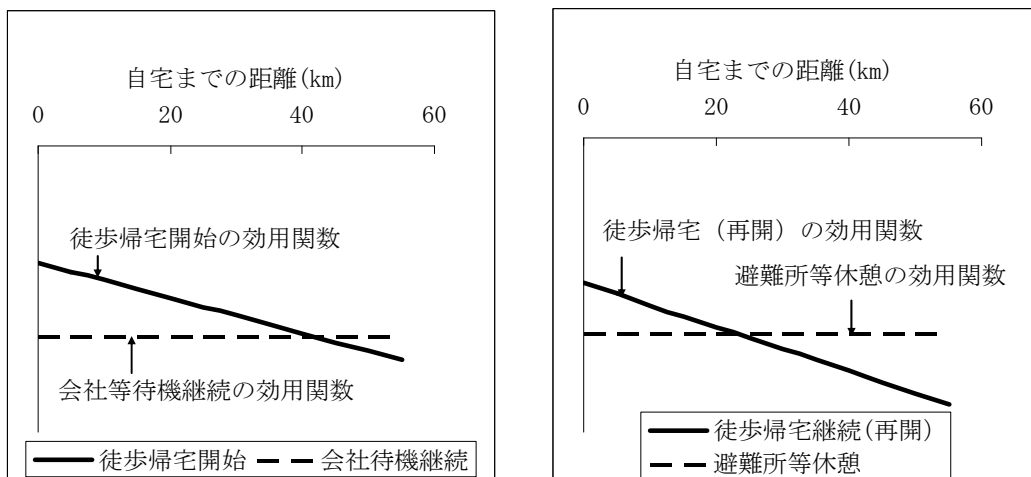 自宅までの距離(km)
0 20 40 60
徒歩帰宅開始の効用関数
会社等待機継続の効用関数
徒歩帰宅開始 会社待機継続
自宅までの距離(km)
0 20 40 60
徒歩帰宅（再開）の効用関数
避難所等休憩の効用関数
徒歩帰宅継続(再開)
避難所等休憩